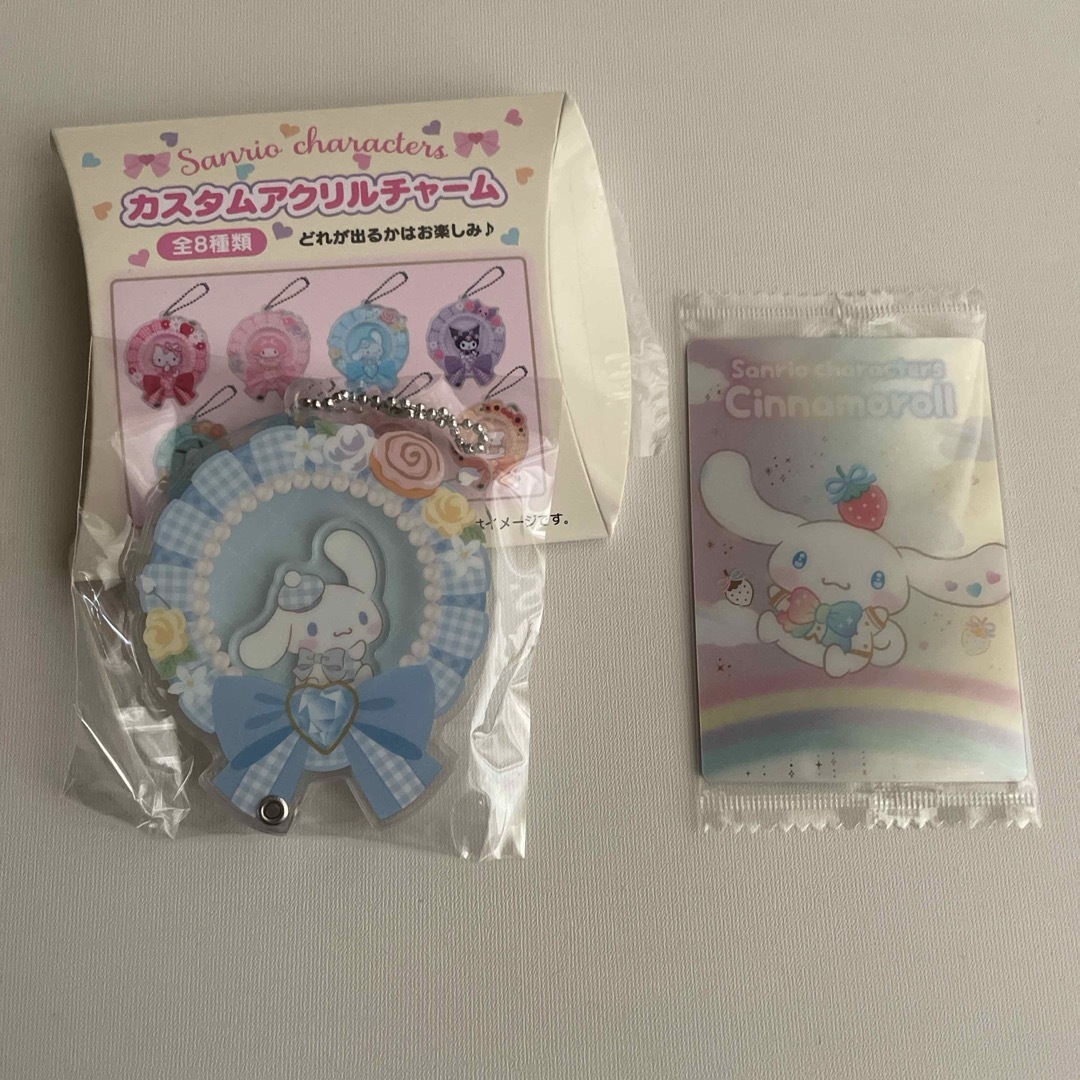 Sanrio characters
カスタムアクリルチャーム
全8種類
どれが出るかはお楽しみ♪
はイメージです。
Sanrio characters
Cinnamoroll